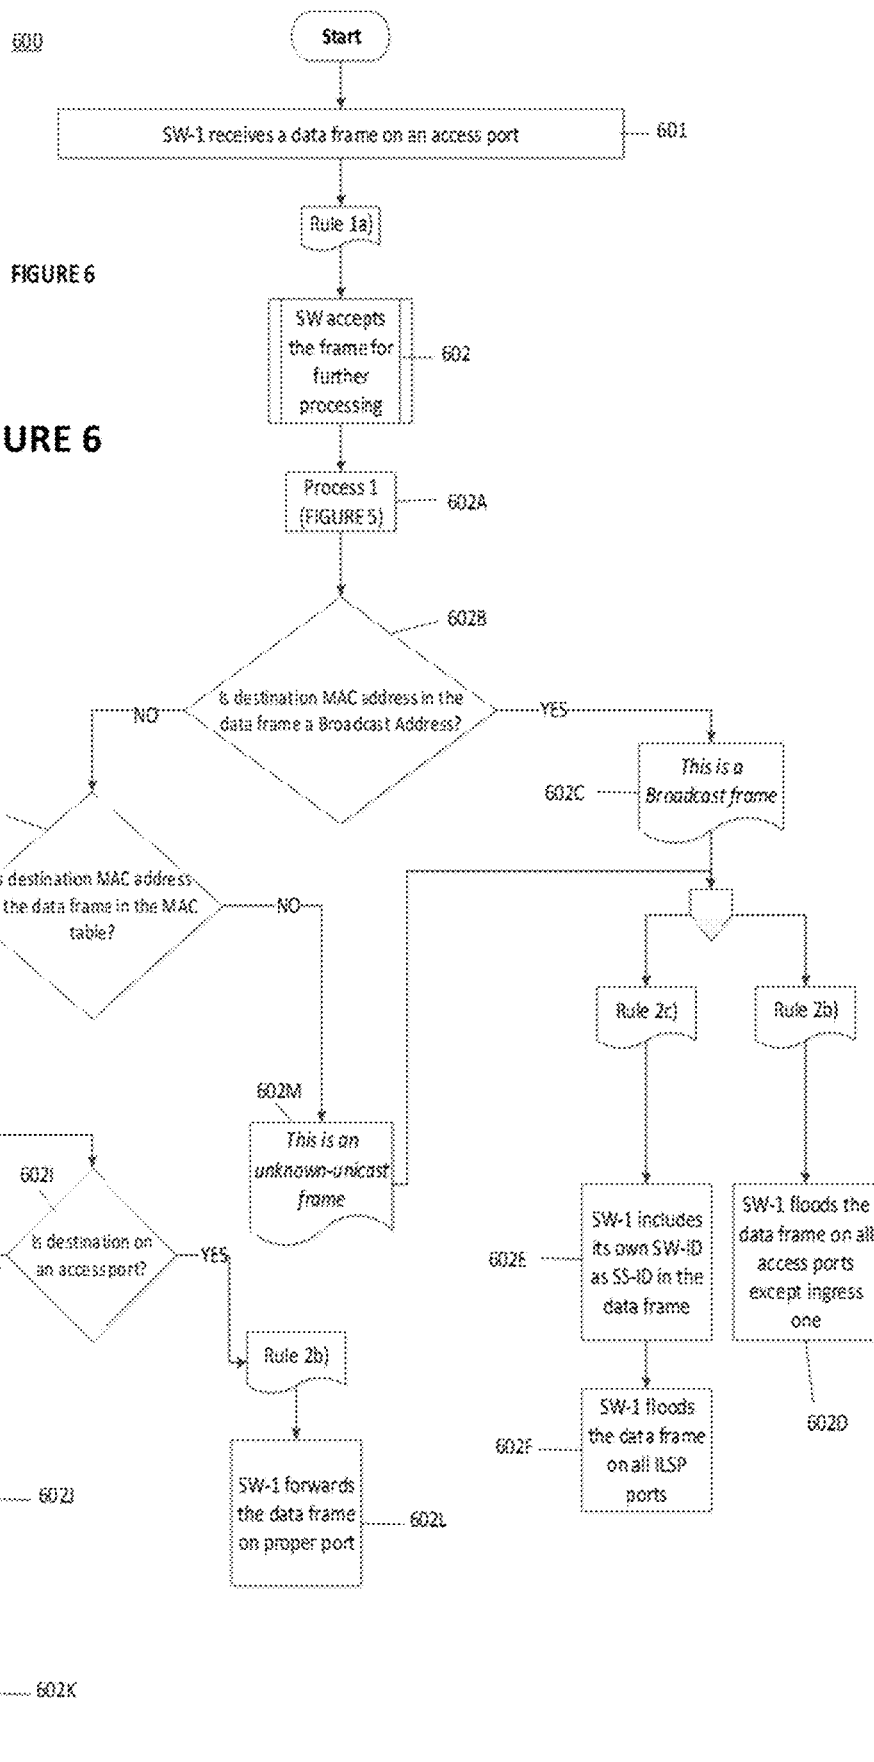 600
Start
SW-1 receives a data frame on an access port
601
Rule 1a)
FIGURE 6
SW accepts
the frame for
further
processing
602
URE 6
Process 1
(FIGURE 5)
602A
602B
Is destination MAC address in the
data frame a Broadcast Address?
NO
YES
This is a
Broadcast frame
602C
s destination MAC address
the data frame in the MAC
table?
NO
Rule 2c)
Rule 2b)
602M
This is an
unknown-unicast
frame
602I
Is destination on
an access port?
YES
SW-1 includes
its own SW-ID
as SS-ID in the
data frame
602E
SW-1 floods the
data frame on all
access ports
except ingress
one
Rule 2b)
SW-1 floods
the data frame
on all ILSP
ports
602F
602D
SW-1 forwards
the data frame
on proper port
602J
602L
602K